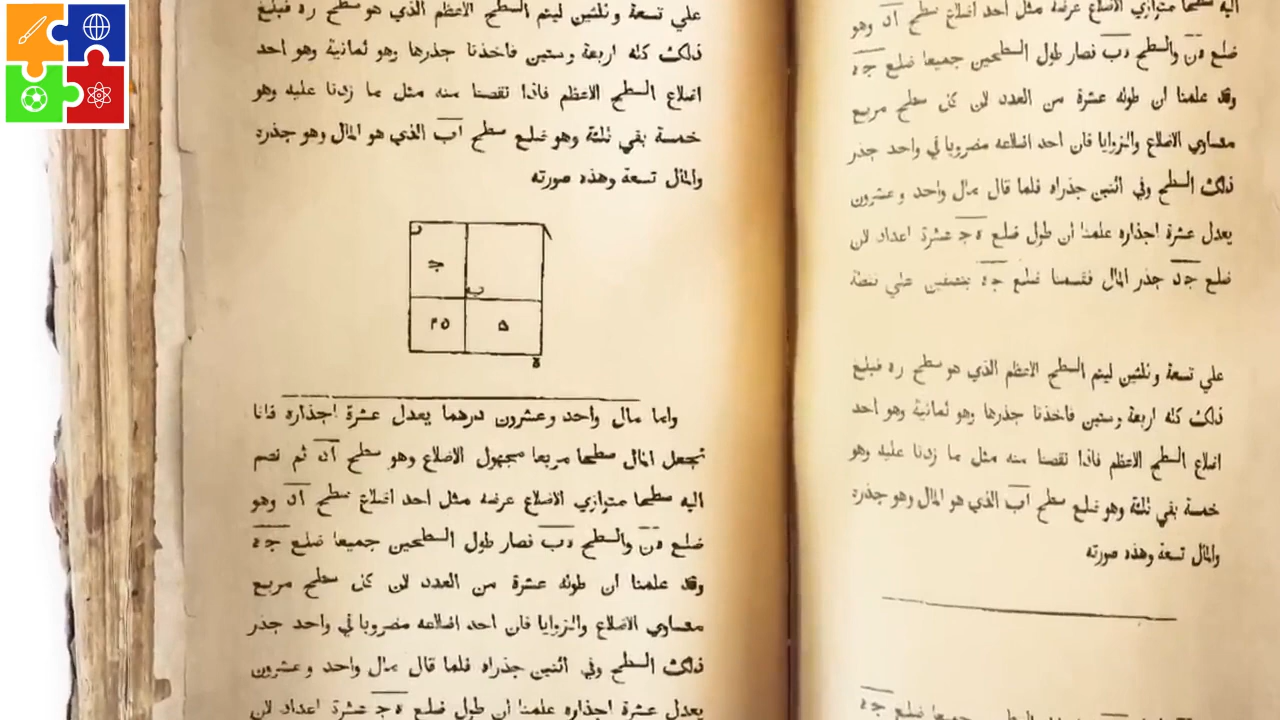 علي تسعة وثلثين ليتم السطح الاعظم الذي هو سطح ره فبلغ
ذلك كله اربعة وستين فاخذنا جذرها وهو ثمانية وهو احد
اضلاع السطح الاعظم فاذا نقصنا منه مثل ما زدنا عليه وهو
خمسة بقي ثلثة وهو ضلع سطح اب الذي هو المال وهو جذره
والمال تسعة وهذه صورته
د
ج
ب
٢٥
ه
واما مال واحد وعشرون درهما يعدل عشرة اجذاره فانا
نجعل المال سطحا مربعا مجهول الاضلاع وهو سطح اد ثم نضم
اليه سطحا متوازي الاضلاع عرضه مثل احد اضلاع سطح اد وهو
ضلع دن والسطح دب فصار طول السطحين جميعا ضلع جه
وقد علمنا ان طوله عشرة من العدد لان كل سطح مربع
متساوي الاضلاع والزوايا فان احد اضلاعه مضروبا في واحد جذر
ذلك السطح وفي اثنين جذراه فلما قال مال واحد وعشرون
يعدل عشرة اجذاره علمنا ان طول ضلع ه ج عشرة اعداد لان
اليه سطحا متوازي الاضلاع عرضه مثل احد اضلاع سطح اد وهو
ضلع دن والسطح دب فصار طول السطحين جميعا ضلع جه
وقد علمنا ان طوله عشرة من العدد لان كل سطح مربع
متساوي الاضلاع والزوايا فان احد اضلاعه مضروبا في واحد جذر
ذلك السطح وفي اثنين جذراه فلما قال مال واحد وعشرون
يعدل عشرة اجذاره علمنا ان طول ضلع ه ج عشرة اعداد لان
ضلع جد جذر المال فقسمنا ضلع جه بنصفين علي نقطة
علي تسعة وثلثين ليتم السطح الاعظم الذي هو سطح ره فبلغ
ذلك كله اربعة وستين فاخذنا جذرها وهو ثمانية وهو احد
اضلاع السطح الاعظم فاذا نقصنا منه مثل ما زدنا عليه وهو
خمسة بقي ثلثة وهو ضلع سطح اب الذي هو المال وهو جذره
والمال تسعة وهذه صورته
جميعا ضلع جه